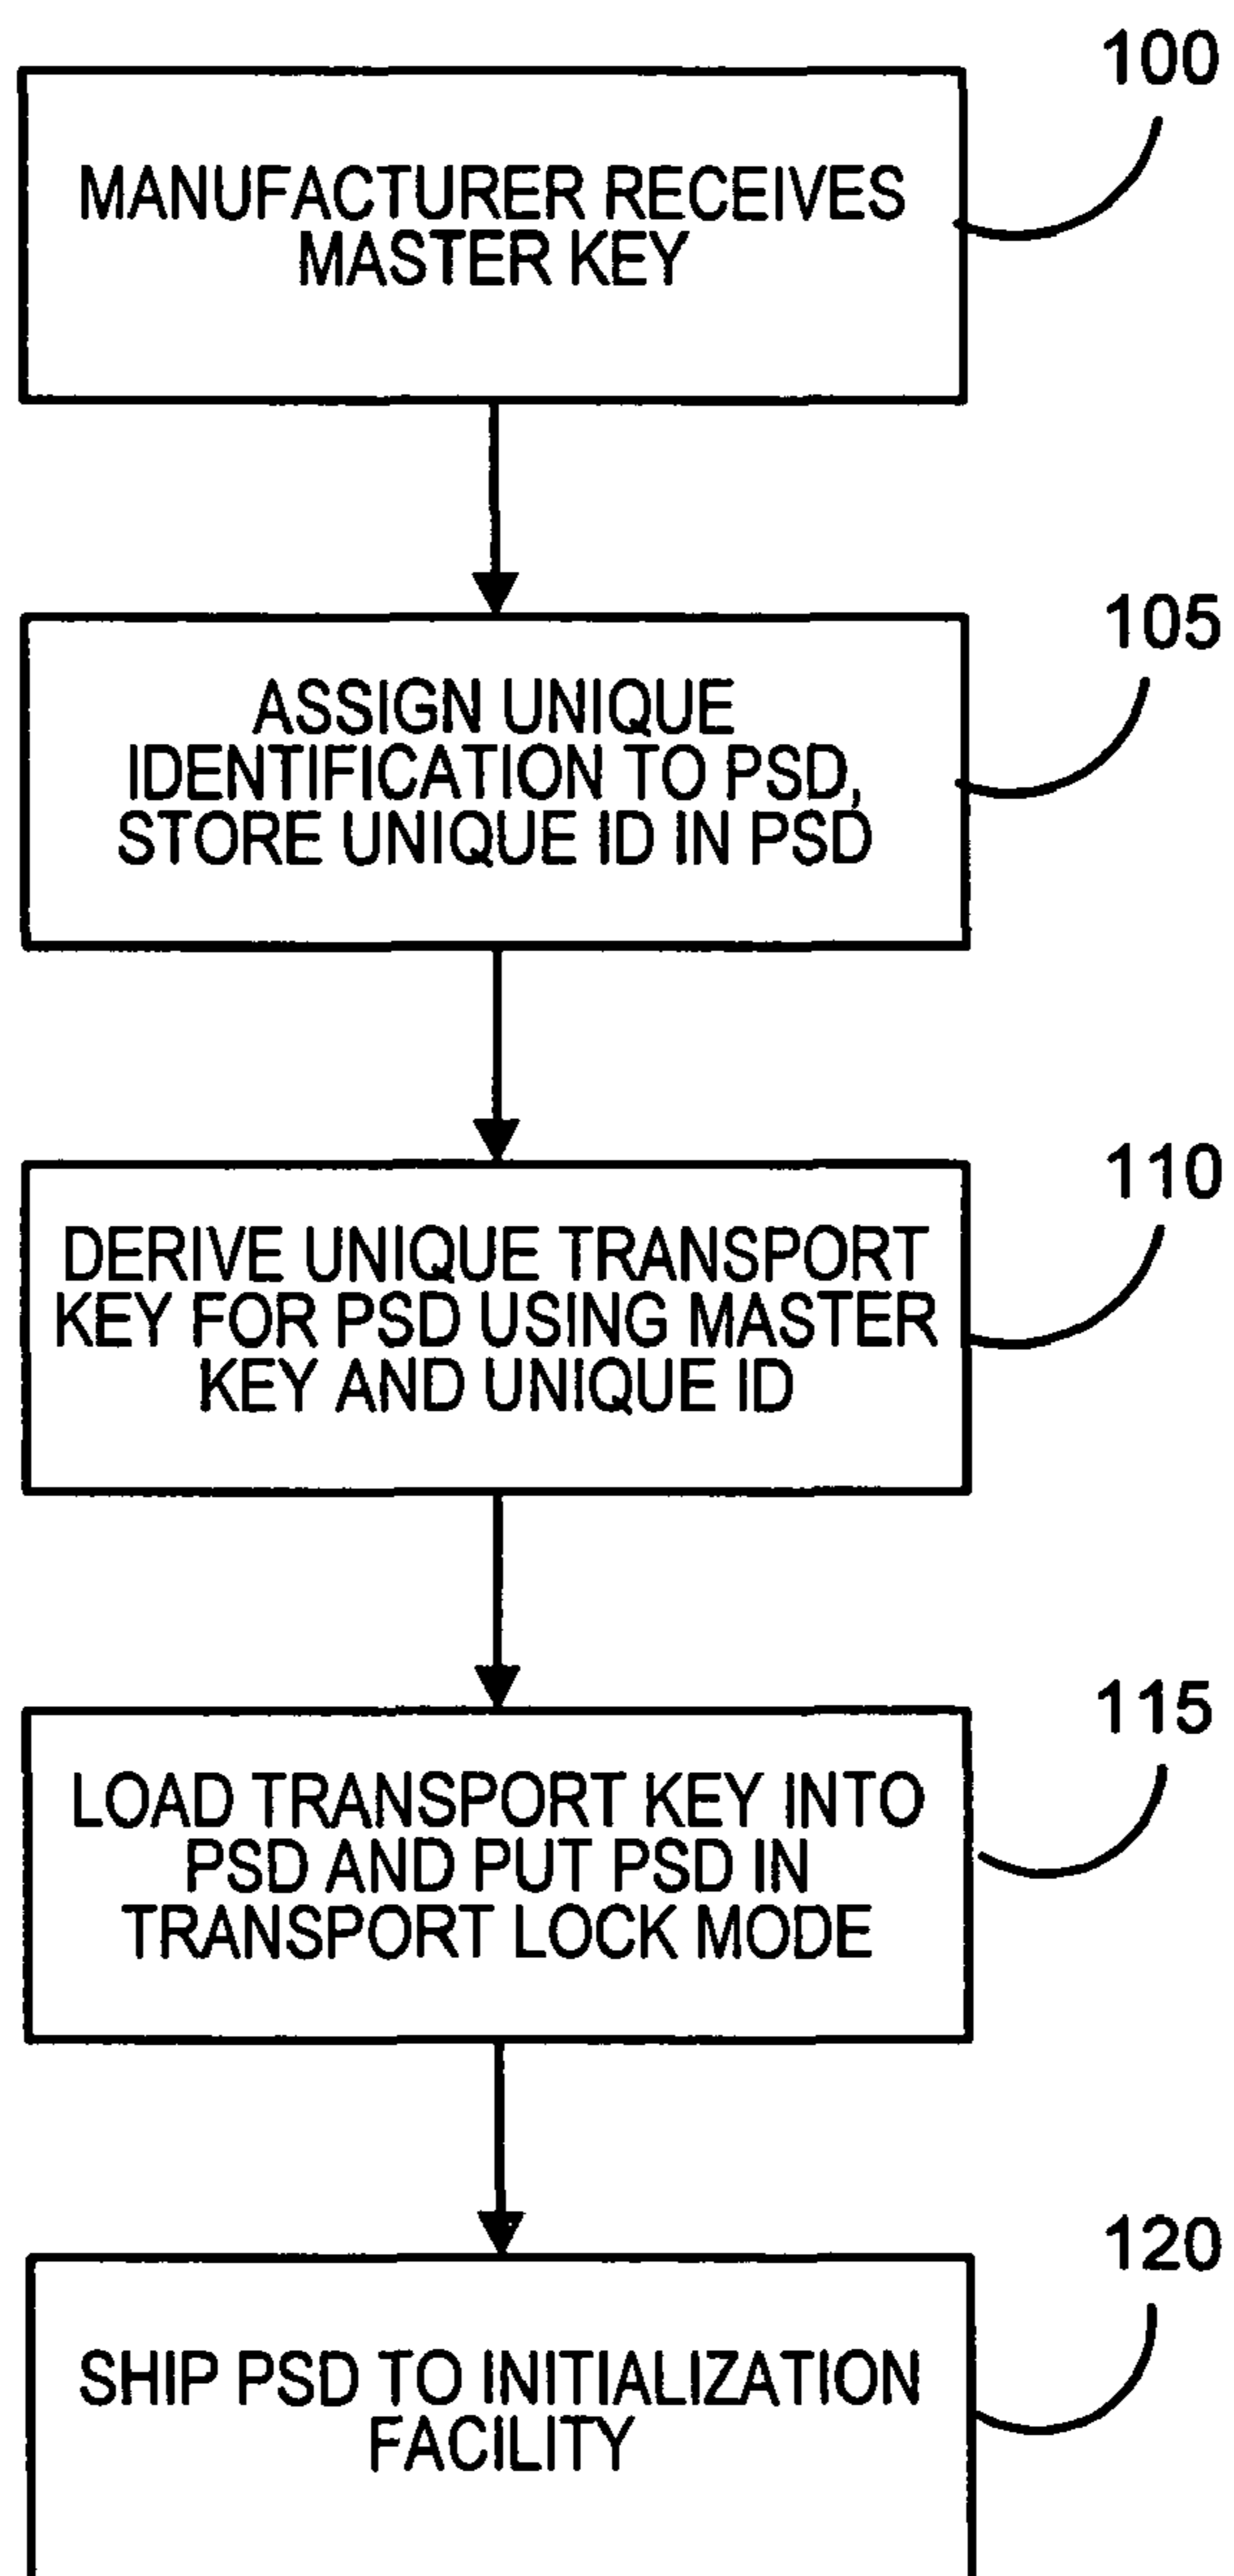 100
MANUFACTURER RECEIVES
MASTER KEY
105
ASSIGN UNIQUE
IDENTIFICATION TO PSD,
STORE UNIQUE ID IN PSD
110
DERIVE UNIQUE TRANSPORT
KEY FOR PSD USING MASTER
KEY AND UNIQUE ID
115
LOAD TRANSPORT KEY INTO
PSD AND PUT PSD IN
TRANSPORT LOCK MODE
120
SHIP PSD TO INITIALIZATION
FACILITY